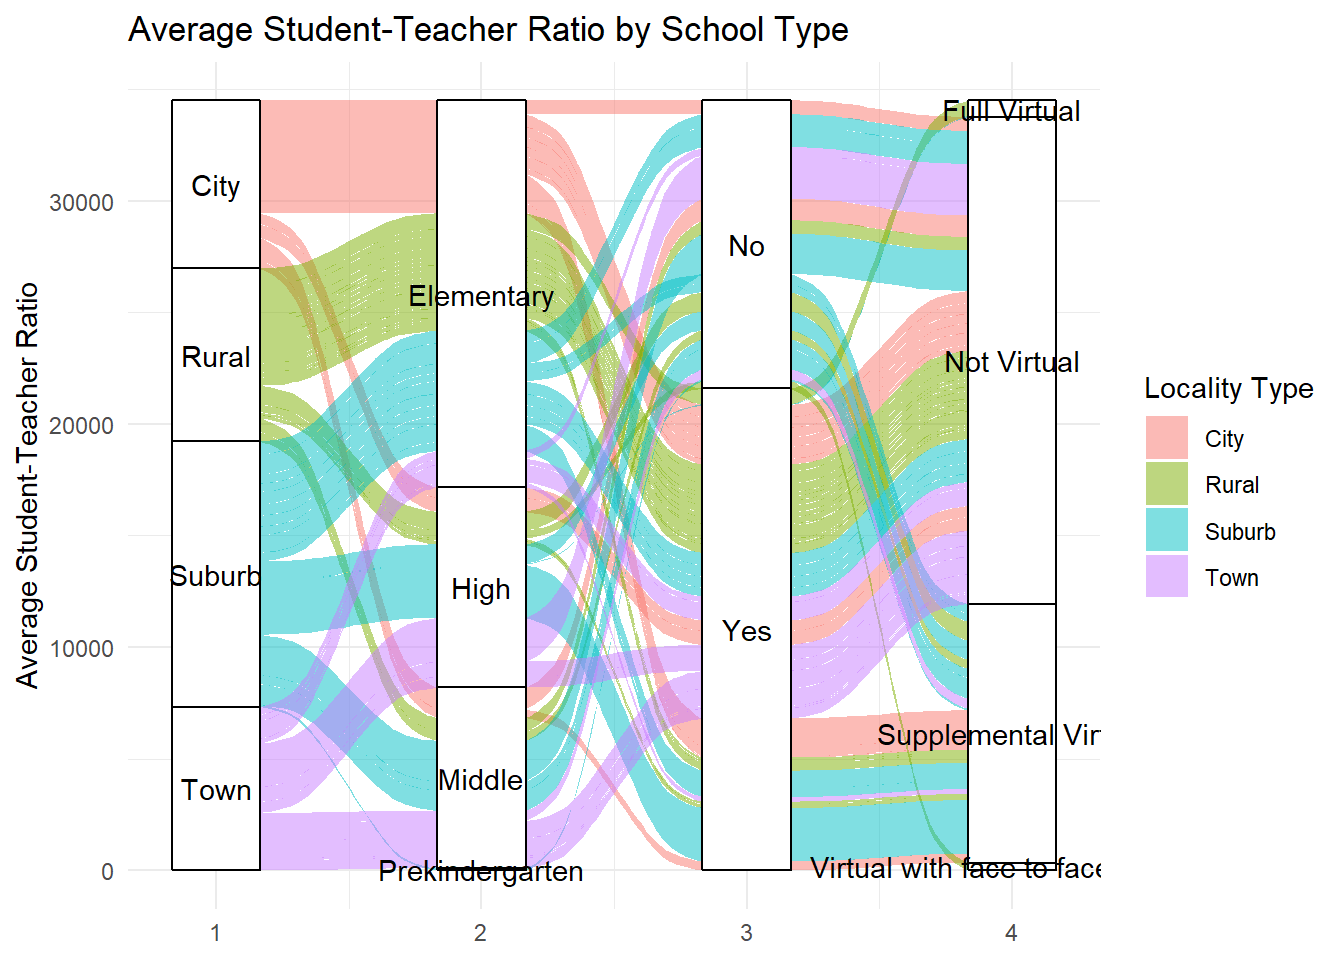 Average Student-Teacher Ratio by School Type
Average Student-Teacher Ratio
30000
20000
10000
0
City
Rural
Suburb
Town
Elementary
High
Middle
Prekindergarten
No
Yes
Full Virtual
Not Virtual
Supplemental Virt
Virtual with face to face
1
2
3
4
Locality Type
City
Rural
Suburb
Town